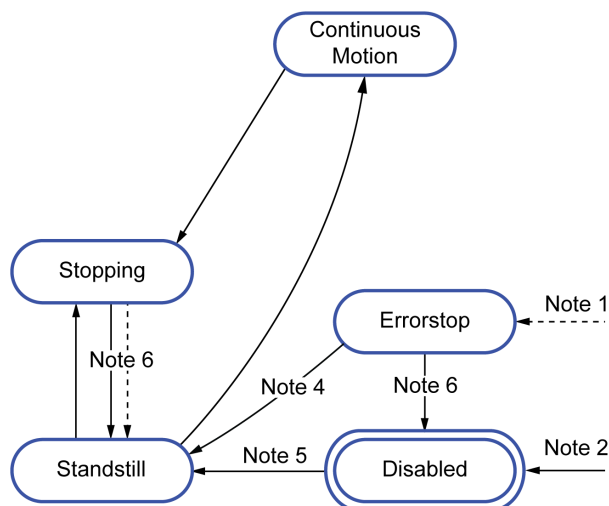 Continuous
Motion
Stopping
Note 1
Errorstop
Note 6
Note 4
Note 6
Note 2
Note 5
Standstill
Disabled